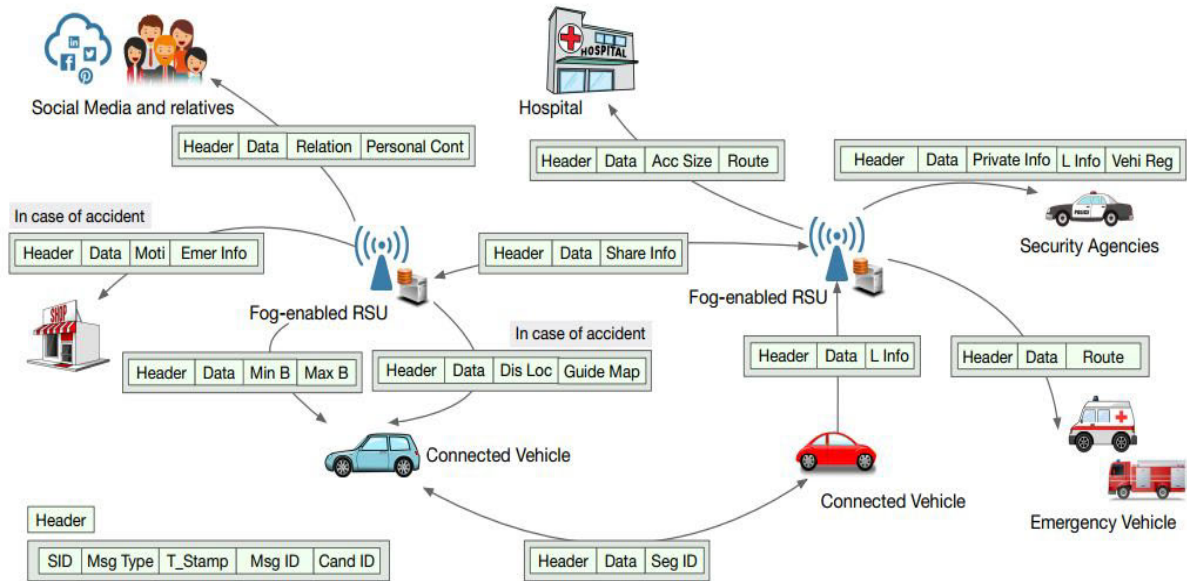 HOSPITAL
Social Media and relatives
Hospital
Header Data Relation Personal Cont
Header Data Acc Size Route
Header Data Private Info L Info Vehi Reg
In case of accident
Header Data Moti Emer Info
Header Data Share Info
POLICE
Security Agencies
SHOP
Fog-enabled RSU
Fog-enabled RSU
In case of accident
Header Data Min B Max B
Header Data Dis Loc Guide Map
Header Data L Info
Header Data Route
Connected Vehicle
Connected Vehicle
Emergency Vehicle
Header
SID Msg Type T_Stamp Msg ID Cand ID
Header Data Seg ID